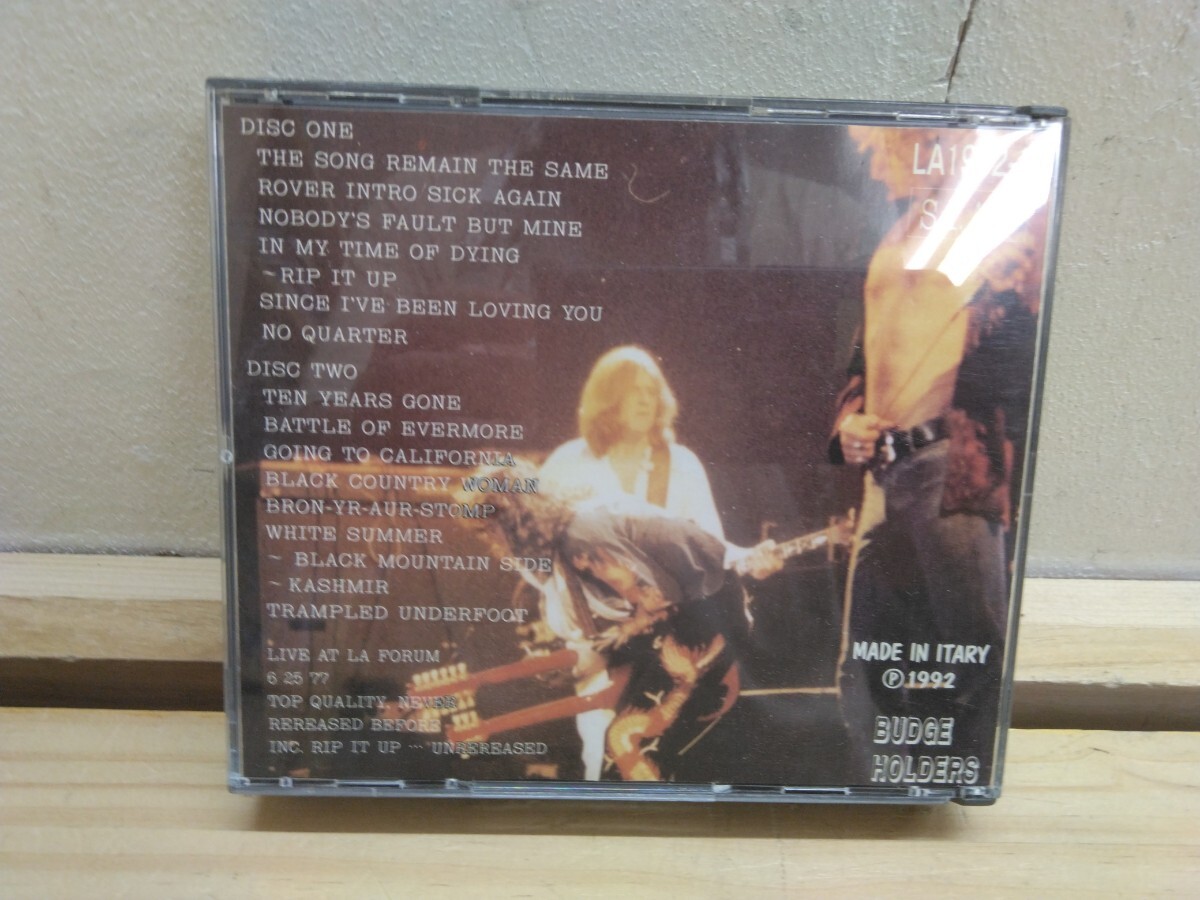 DISC ONE
THE SONG REMAIN THE SAME
ROVER INTRO SICK AGAIN
NOBODY'S FAULT BUT MINE
IN MY TIME OF DYING
~RIP IT UP
SINCE I'VE BEEN LOVING YOU
NO QUARTER
DISC TWO
TEN YEARS GONE
BATTLE OF EVERMORE
GOING TO CALIFORNIA
BLACK COUNTRY WOMAN
BRON-YR-AUR-STOMP
WHITE SUMMER
~ BLACK MOUNTAIN SIDE
~ KASHMIR
TRAMPLED UNDERFOOT
LIVE AT LA FORUM
6 25 77
TOP QUALITY, NEVER
REREASED BEFORE
INC. RIP IT UP … UNREREASED
MADE IN ITARY
Ⓟ 1992
BUDGE
HOLDERS